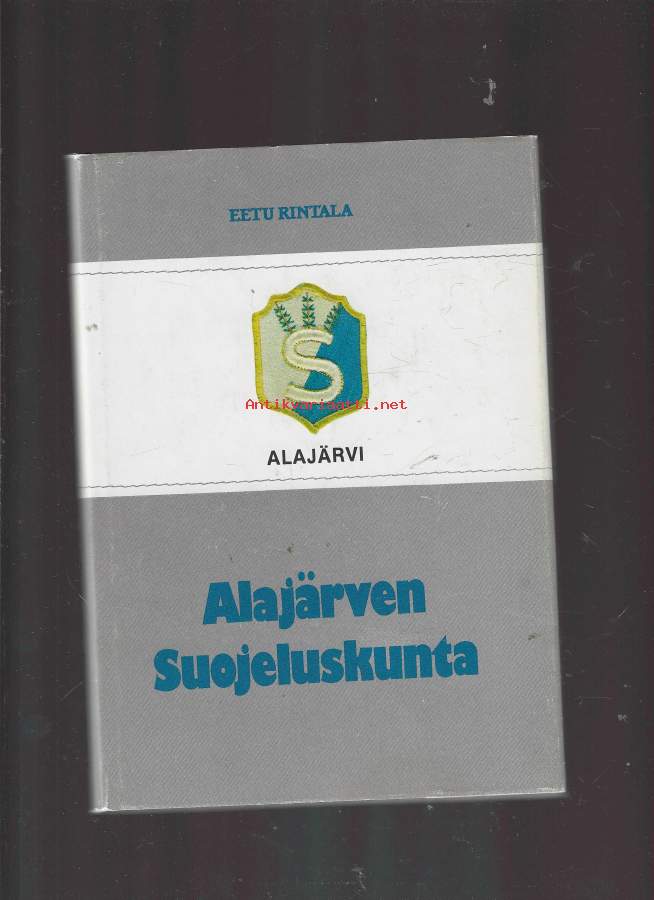 EETU RINTALA
S
Antikvariaatti.net
ALAJÄRVI
Alajärven
Suojeluskunta